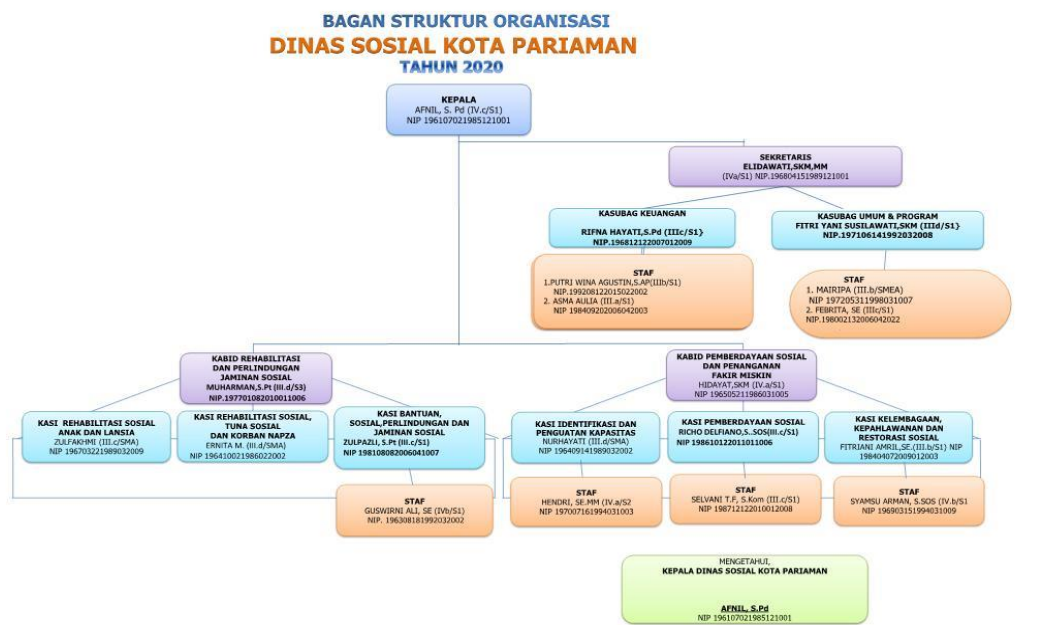 BAGAN STRUKTUR ORGANISASI
DINAS SOSIAL KOTA PARIAMAN
TAHUN 2020
KEPALA
AFNIL, S. Pd (IV.c/S1)
NIP 196107021985121001
SEKRETARIS
ELIDAWATI,SKM,MM
(IVa/S1) NIP.196804151989121001
KASUBAG KEUANGAN
RIFNA HAYATI,S.Pd (IIIc/S1}
NIP.196812122007012009
KASUBAG UMUM & PROGRAM
FITRI YANI SUSILAWATI,SKM (IIId/S1}
NIP.197106141992032008
STAF
1.PUTRI WINA AGUSTIN,S.AP(IIIb/S1)
NIP.199208122015022002
2. ASMA AULIA (III.a/S1)
NIP 198409202006042003
STAF
1. MAIRIPA (III.b/SMEA)
NIP 197205311998031007
2. FEBRITA, SE (IIIc/S1)
NIP.198002132006042022
KABID REHABILITASI
DAN PERLINDUNGAN
JAMINAN SOSIAL
MUHARMAN,S.Pt (III.d/S3)
NIP.197701082010011006
KABID PEMBERDAYAAN SOSIAL
DAN PENANGANAN
FAKIR MISKIN
HIDAYAT,SKM (IV.a/S1)
NIP 196505211986031005
KASI  REHABILITASI SOSIAL
ANAK DAN LANSIA
ZULFAKHMI (III.c/SMA)
NIP 196703221989032009
KASI REHABILITASI SOSIAL,
TUNA SOSIAL
DAN KORBAN NAPZA
ERNITA M. (III.d/SMA)
NIP 196410021986022002
KASI BANTUAN,
SOSIAL,PERLINDUNGAN DAN
JAMINAN SOSIAL
ZULPAZLI, S.Pt (III.c/S1)
NIP 198108082006041007
KASI IDENTIFIKASI DAN
PENGUATAN KAPASITAS
NURHAYATI (III.d/SMA)
NIP 196409141989032002
KASI PEMBERDAYAAN SOSIAL
RICHO DELFIANO,S..SOS(III.c/S1)
NIP 198610122011011006
KASI KELEMBAGAAN,
KEPAHLAWANAN DAN
RESTORASI SOSIAL
FITRIANI AMRIL,SE.(III.b/S1) NIP
198404072009012003
STAF
GUSWIRNI ALI, SE (IVb/S1)
NIP. 196308181992032002
STAF
HENDRI, SE.MM (IV.a/S2
NIP 197007161994031003
STAF
SELVANI T.F, S.Kom (III.c/S1)
NIP 198712122010012008
STAF
SYAMSU ARMAN, S.SOS (IV.b/S1
NIP 196903151994031009
MENGETAHUI,
KEPALA DINAS SOSIAL KOTA PARIAMAN
AFNIL, S.Pd
NIP 196107021985121001